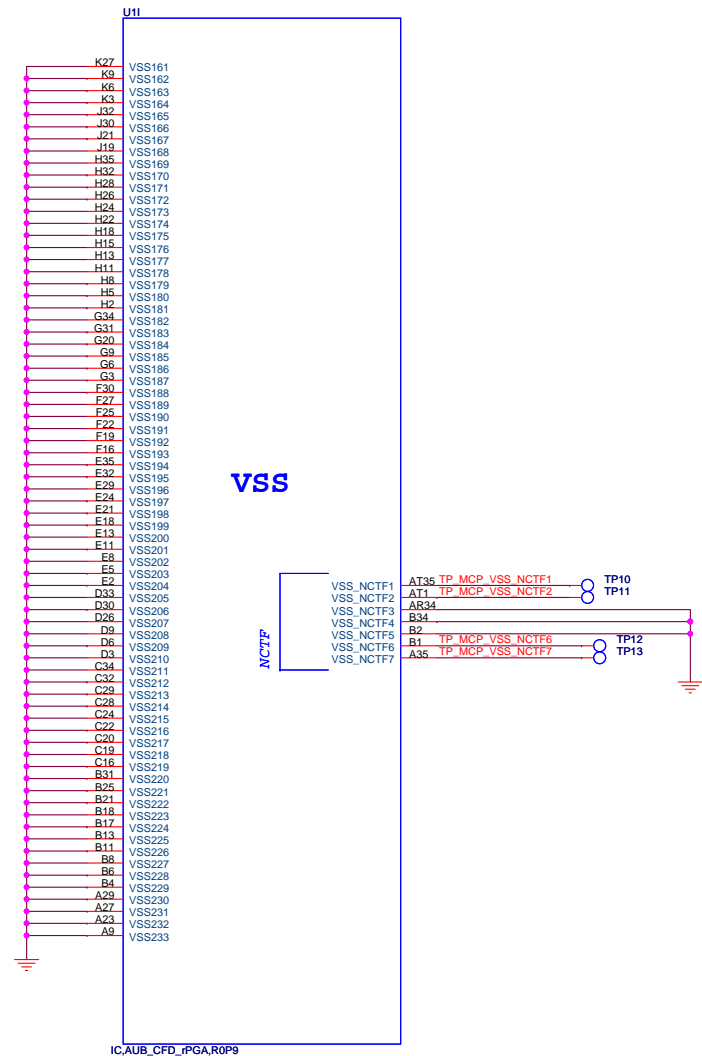 U1I
K27 VSS161
K9 VSS162
K6 VSS163
K3 VSS164
J32 VSS165
J30 VSS166
J21 VSS167
J19 VSS168
H35 VSS169
H32 VSS170
H28 VSS171
H26 VSS172
H24 VSS173
H22 VSS174
H18 VSS175
H15 VSS176
H13 VSS177
H11 VSS178
H8 VSS179
H5 VSS180
H2 VSS181
G34 VSS182
G31 VSS183
G20 VSS184
G9 VSS185
G6 VSS186
G3 VSS187
F30 VSS188
F27 VSS189
F25 VSS190
F22 VSS191
F19 VSS192
F16 VSS193
E35 VSS194
E32 VSS195
E29 VSS196
E24 VSS197
E21 VSS198
E18 VSS199
E13 VSS200
E11 VSS201
E8 VSS202
E5 VSS203
E2 VSS204
D33 VSS205
D30 VSS206
D26 VSS207
D9 VSS208
D6 VSS209
D3 VSS210
C34 VSS211
C32 VSS212
C29 VSS213
C28 VSS214
C24 VSS215
C22 VSS216
C20 VSS217
C19 VSS218
C16 VSS219
B31 VSS220
B25 VSS221
B21 VSS222
B18 VSS223
B17 VSS224
B13 VSS225
B11 VSS226
B8 VSS227
B6 VSS228
B4 VSS229
A29 VSS230
A27 VSS231
A23 VSS232
A9 VSS233
VSS
NCTF
VSS_NCTF1 AT35 TP_MCP_VSS_NCTF1 TP10
VSS_NCTF2 AT1 TP_MCP_VSS_NCTF2 TP11
VSS_NCTF3 AR34
VSS_NCTF4 B34
VSS_NCTF5 B2
VSS_NCTF6 B1 TP_MCP_VSS_NCTF6 TP12
VSS_NCTF7 A35 TP_MCP_VSS_NCTF7 TP13
IC,AUB_CFD_rPGA,R0P9